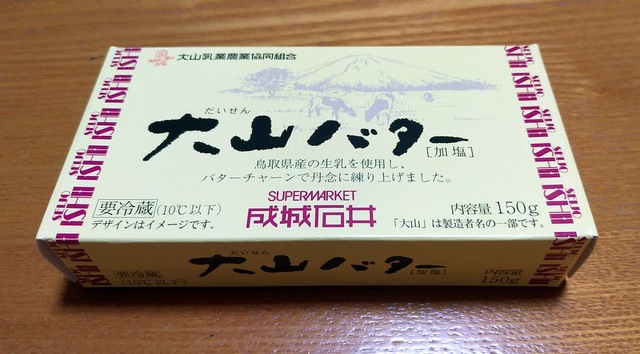 大山乳業農業協同組合
だいせん
大山バター
[加塩]
鳥取県産の生乳を使用し、
バターチャーンで丹念に練り上げました。
SUPERMARKET
成城石井
要冷蔵(10℃以下)
デザインはイメージです。
内容量 150g
「大山」は製造者名の一部です。
SEIJO ISHII
SEIJO ISHII
だいせん
大山バター
[加塩]
要冷蔵
(10℃以下)
内容量
150g